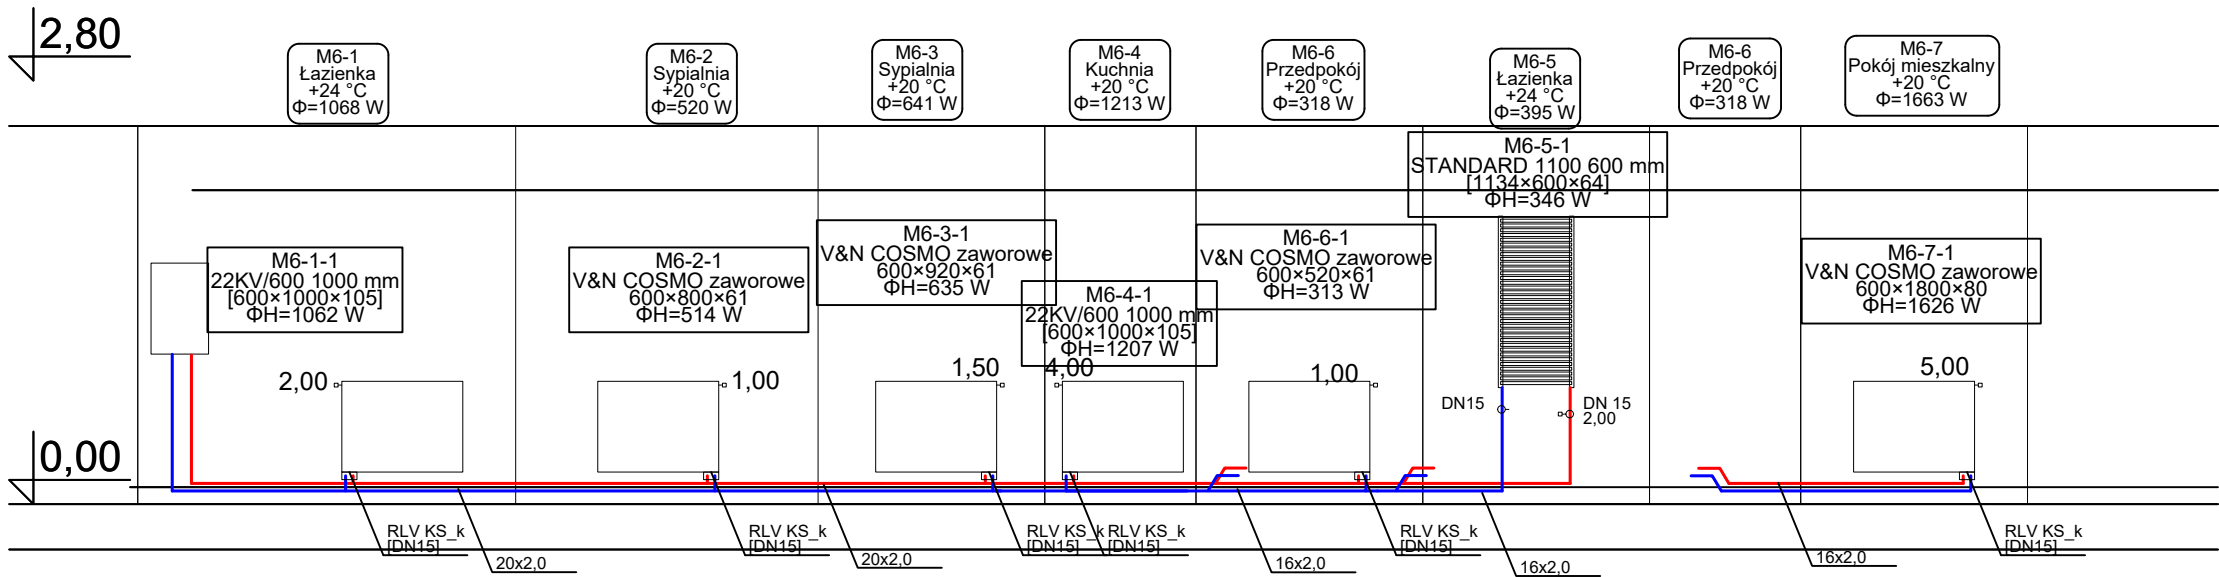 2,80
M6-1
Łazienka
+24 °C
Φ=1068 W
M6-2
Sypialnia
+20 °C
Φ=520 W
M6-3
Sypialnia
+20 °C
Φ=641 W
M6-4
Kuchnia
+20 °C
Φ=1213 W
M6-6
Przedpokój
+20 °C
Φ=318 W
M6-5
Łazienka
+24 °C
Φ=395 W
M6-6
Przedpokój
+20 °C
Φ=318 W
M6-7
Pokój mieszkalny
+20 °C
Φ=1663 W
M6-1-1
22KV/600 1000 mm
[600×1000×105]
ΦH=1062 W
M6-2-1
V&N COSMO zaworowe
600×800×61
ΦH=514 W
M6-3-1
V&N COSMO zaworowe
600×920×61
ΦH=635 W
M6-4-1
22KV/600 1000 mm
[600×1000×105]
ΦH=1207 W
M6-6-1
V&N COSMO zaworowe
600×520×61
ΦH=313 W
M6-5-1
STANDARD 1100 600 mm
[1134×600×64]
ΦH=346 W
M6-7-1
V&N COSMO zaworowe
600×1800×80
ΦH=1626 W
2,00
1,00
1,50
4,00
1,00
DN15
DN 15
2,00
5,00
0,00
RLV KS_k
[DN15]
20x2,0
RLV KS_k
[DN15]
20x2,0
RLV KS_k
[DN15]
RLV KS_k
[DN15]
16x2,0
RLV KS_k
[DN15]
16x2,0
16x2,0
RLV KS_k
[DN15]